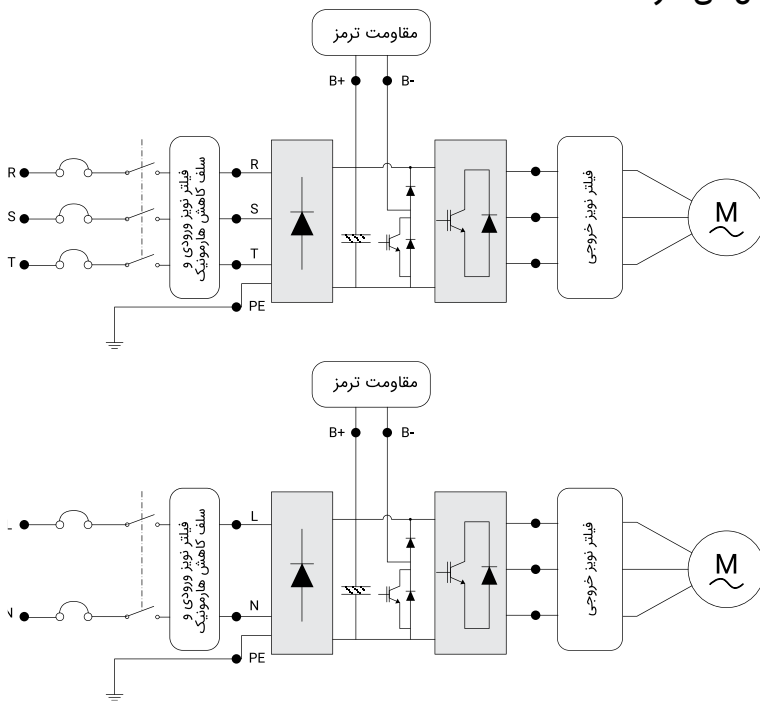 مقاومت ترمز
B+ B-
R R
S S
T T
PE
فیلتر نویز ورودی و
سلف کاهش هارمونیک
فیلتر نویز خروجی
M
مقاومت ترمز
B+ B-
L
N N
PE
فیلتر نویز ورودی و
سلف کاهش هارمونیک
فیلتر نویز خروجی
M